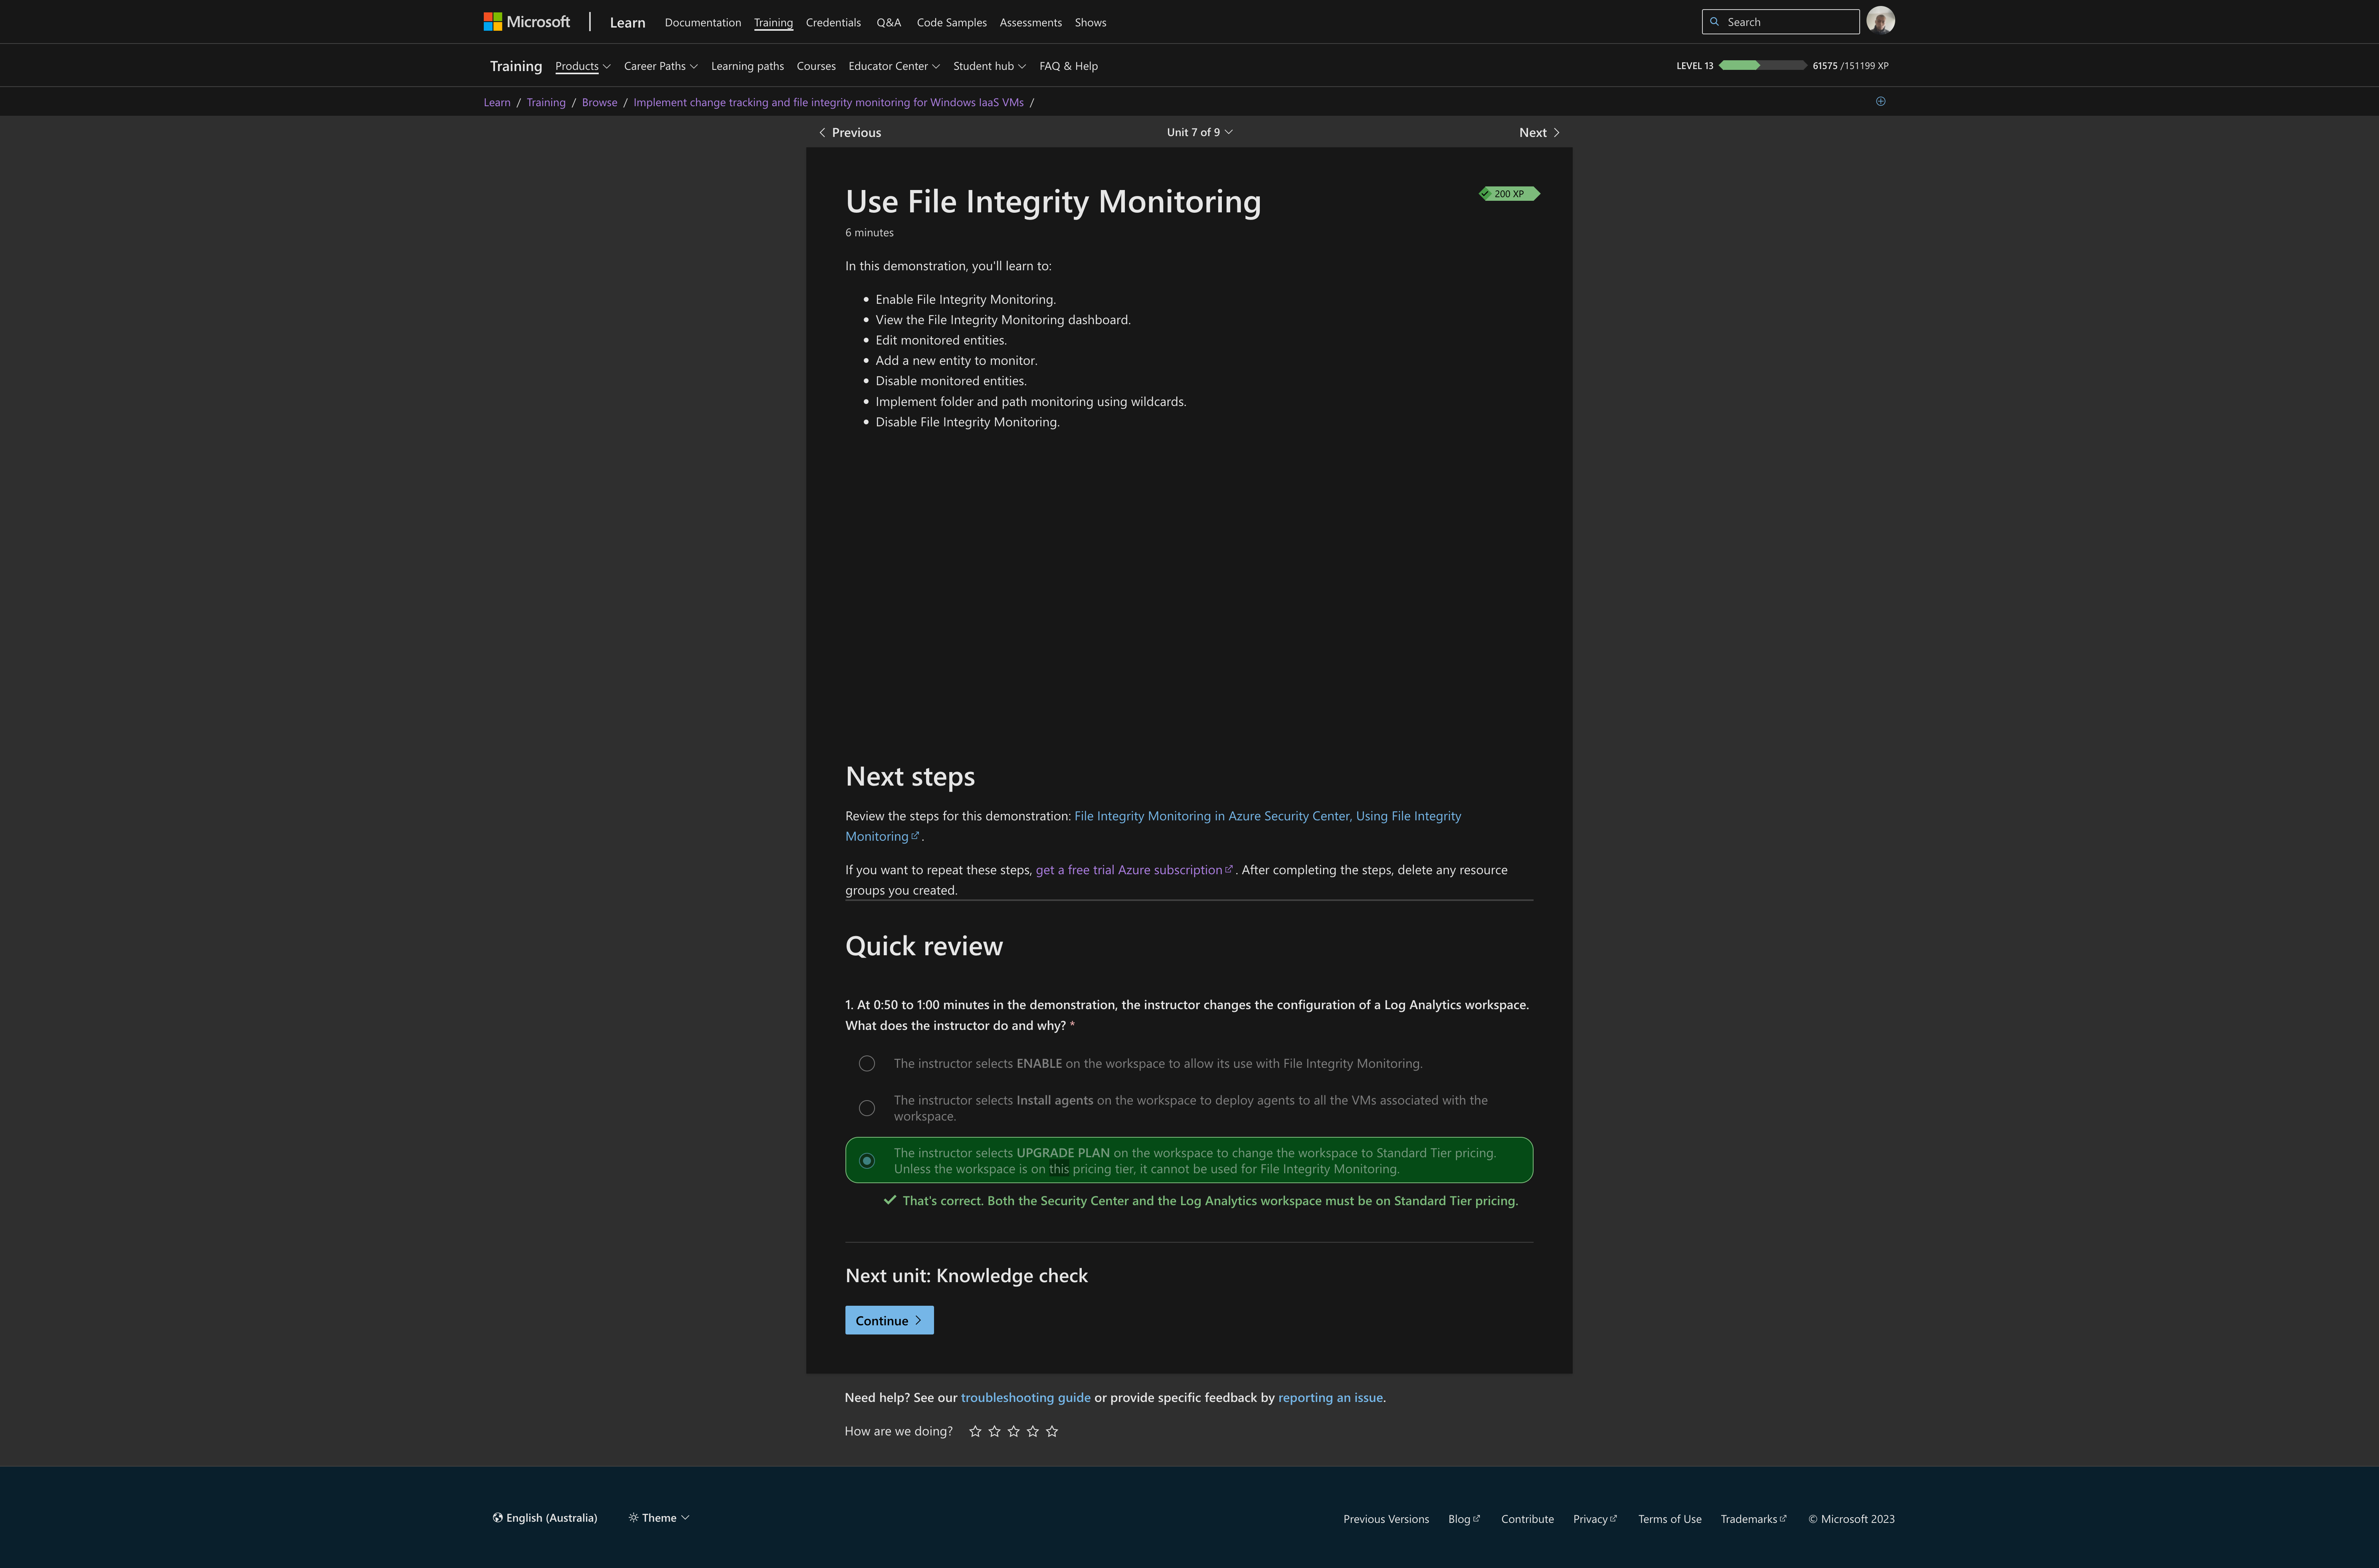 Microsoft
Learn
Documentation
Training
Credentials
Q&A
Code Samples
Assessments
Shows
Search
Training
Products
Career Paths
Learning paths
Courses
Educator Center
Student hub
FAQ & Help
LEVEL 13
61575 /151199 XP
Learn / Training / Browse / Implement change tracking and file integrity monitoring for Windows IaaS VMs /
Previous
Unit 7 of 9
Next
Use File Integrity Monitoring
200 XP
6 minutes
In this demonstration, you'll learn to:
Enable File Integrity Monitoring.
View the File Integrity Monitoring dashboard.
Edit monitored entities.
Add a new entity to monitor.
Disable monitored entities.
Implement folder and path monitoring using wildcards.
Disable File Integrity Monitoring.
Next steps
Review the steps for this demonstration: File Integrity Monitoring in Azure Security Center, Using File Integrity
Monitoring .
If you want to repeat these steps, get a free trial Azure subscription . After completing the steps, delete any resource
groups you created.
Quick review
1. At 0:50 to 1:00 minutes in the demonstration, the instructor changes the configuration of a Log Analytics workspace.
What does the instructor do and why? *
The instructor selects ENABLE on the workspace to allow its use with File Integrity Monitoring.
The instructor selects Install agents on the workspace to deploy agents to all the VMs associated with the
workspace.
The instructor selects UPGRADE PLAN on the workspace to change the workspace to Standard Tier pricing.
Unless the workspace is on this pricing tier, it cannot be used for File Integrity Monitoring.
That's correct. Both the Security Center and the Log Analytics workspace must be on Standard Tier pricing.
Next unit: Knowledge check
Continue
Need help? See our troubleshooting guide or provide specific feedback by reporting an issue.
How are we doing?
English (Australia)
Theme
Previous Versions
Blog
Contribute
Privacy
Terms of Use
Trademarks
© Microsoft 2023